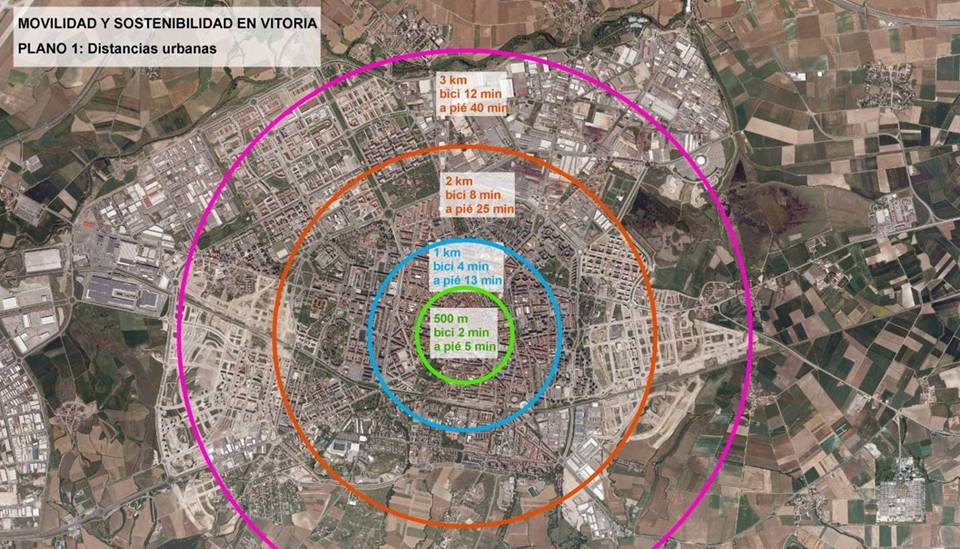 MOVILIDAD Y SOSTENIBILIDAD EN VITORIA
PLANO 1: Distancias urbanas
3 km
bici 12 min
a pié 40 min
2 km
bici 8 min
a pié 25 min
1 km
bici 4 min
a pié 13 min
500 m
bici 2 min
a pié 5 min